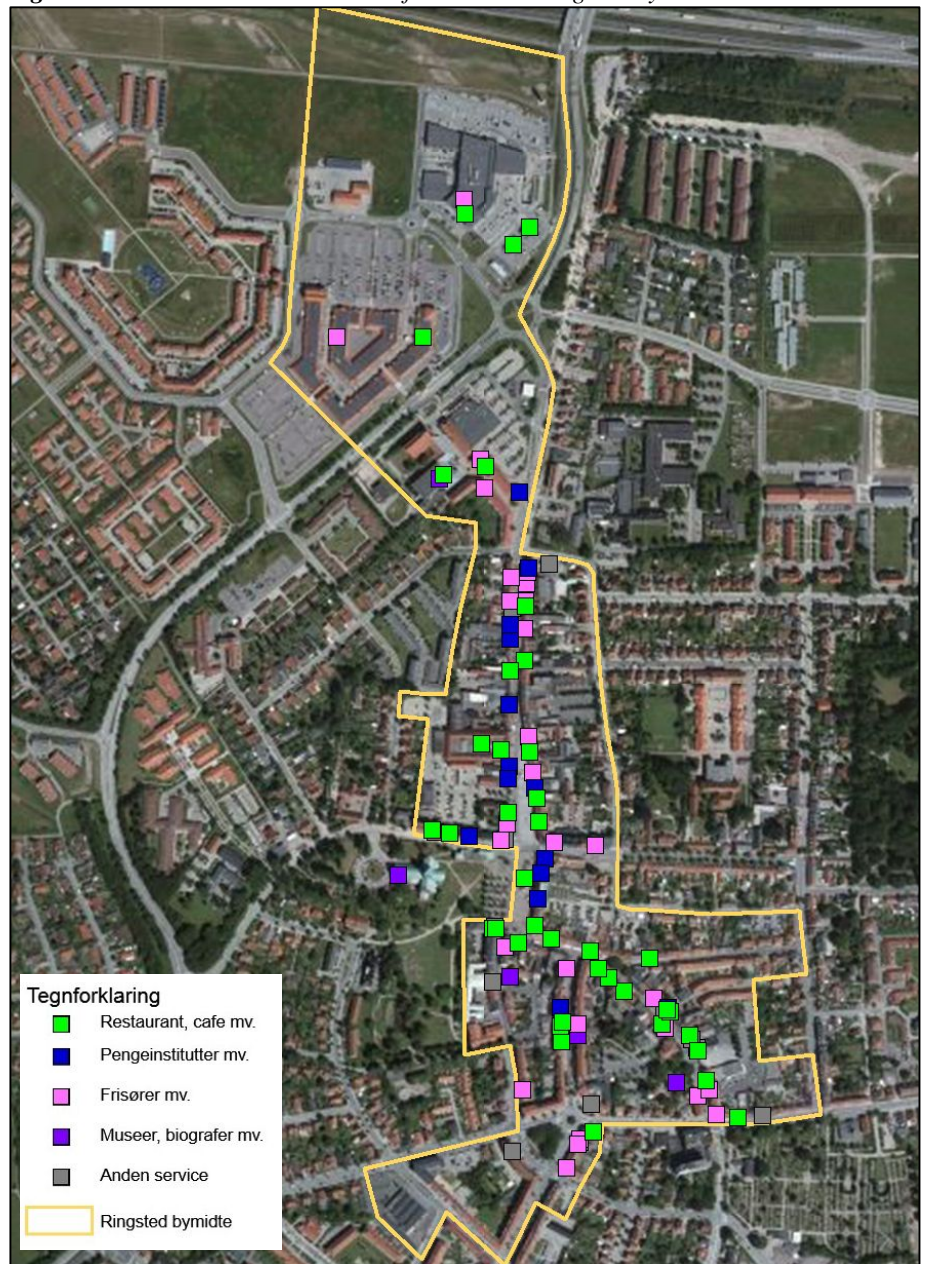 Tegnforklaring
Restaurant, cafe mv.
Pengeinstitutter mv.
Frisører mv.
Museer, biografer mv.
Anden service
Ringsted bymidte